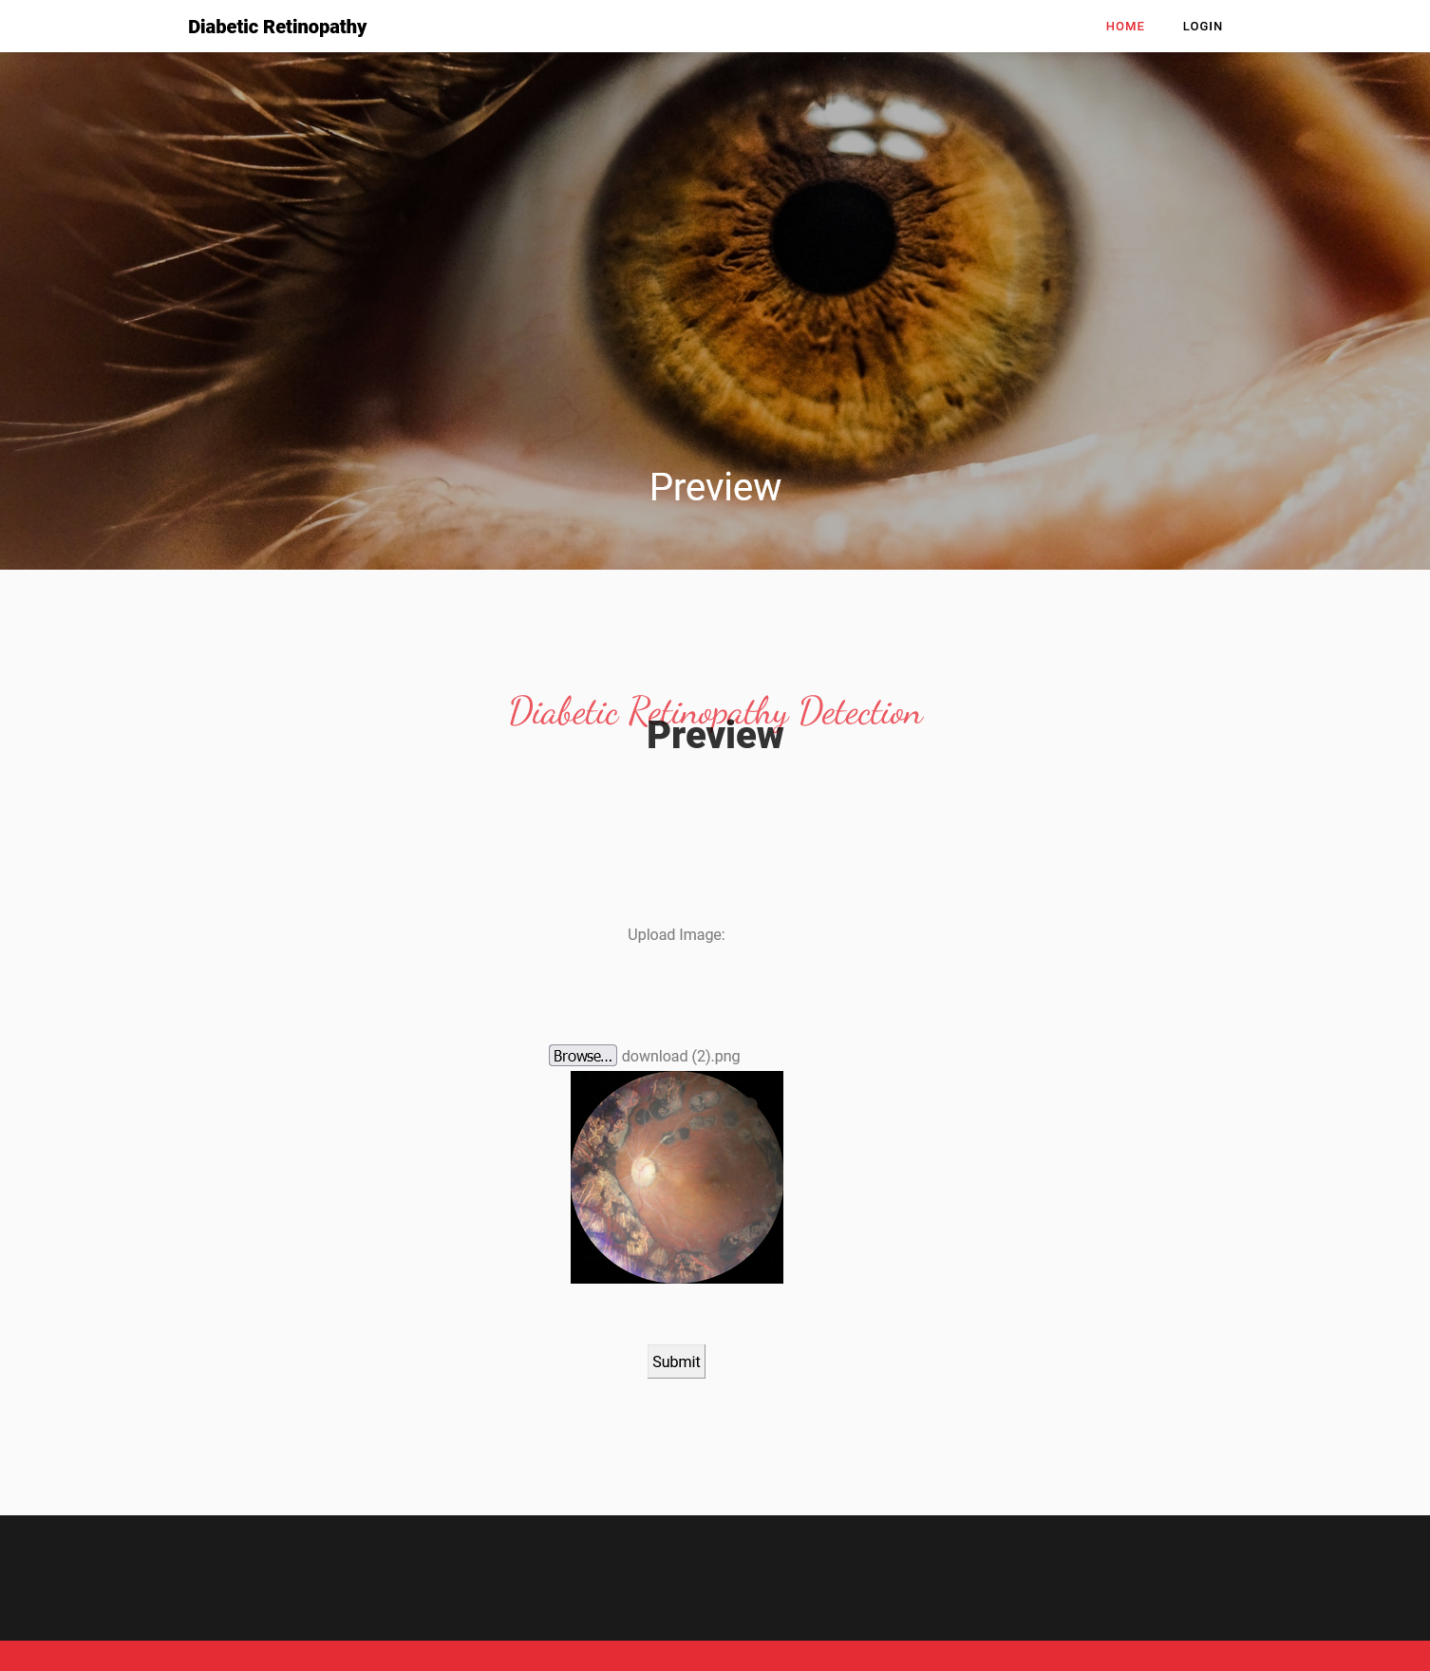 Diabetic Retinopathy
HOME LOGIN
Preview
Diabetic Retinopathy Detection
Preview
Upload Image:
Browse... download (2).png
Submit